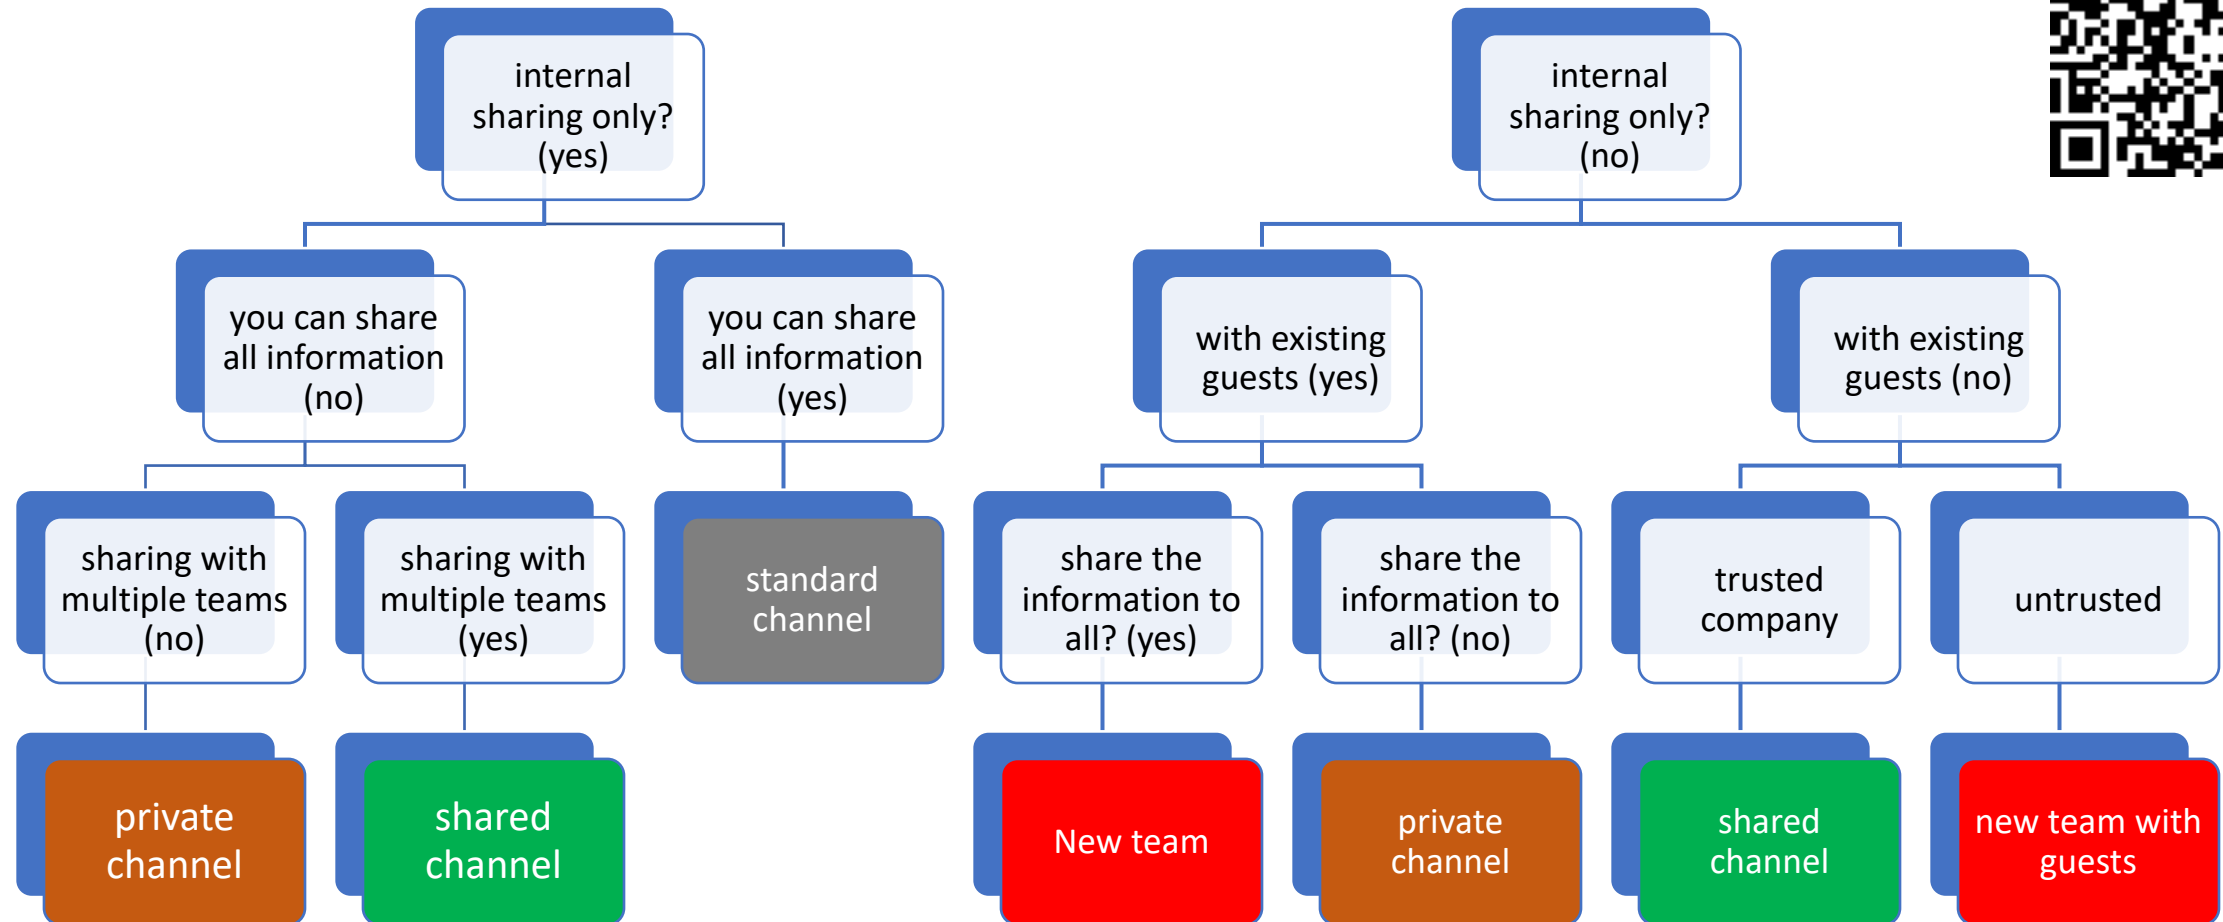 internal
sharing only?
(yes)
internal
sharing only?
(no)
you can share
all information
(no)
you can share
all information
(yes)
with existing
guests (yes)
with existing
guests (no)
sharing with
multiple teams
(no)
sharing with
multiple teams
(yes)
standard
channel
share the
information to
all? (yes)
share the
information to
all? (no)
trusted
company
untrusted
private
channel
shared
channel
New team
private
channel
shared
channel
new team with
guests